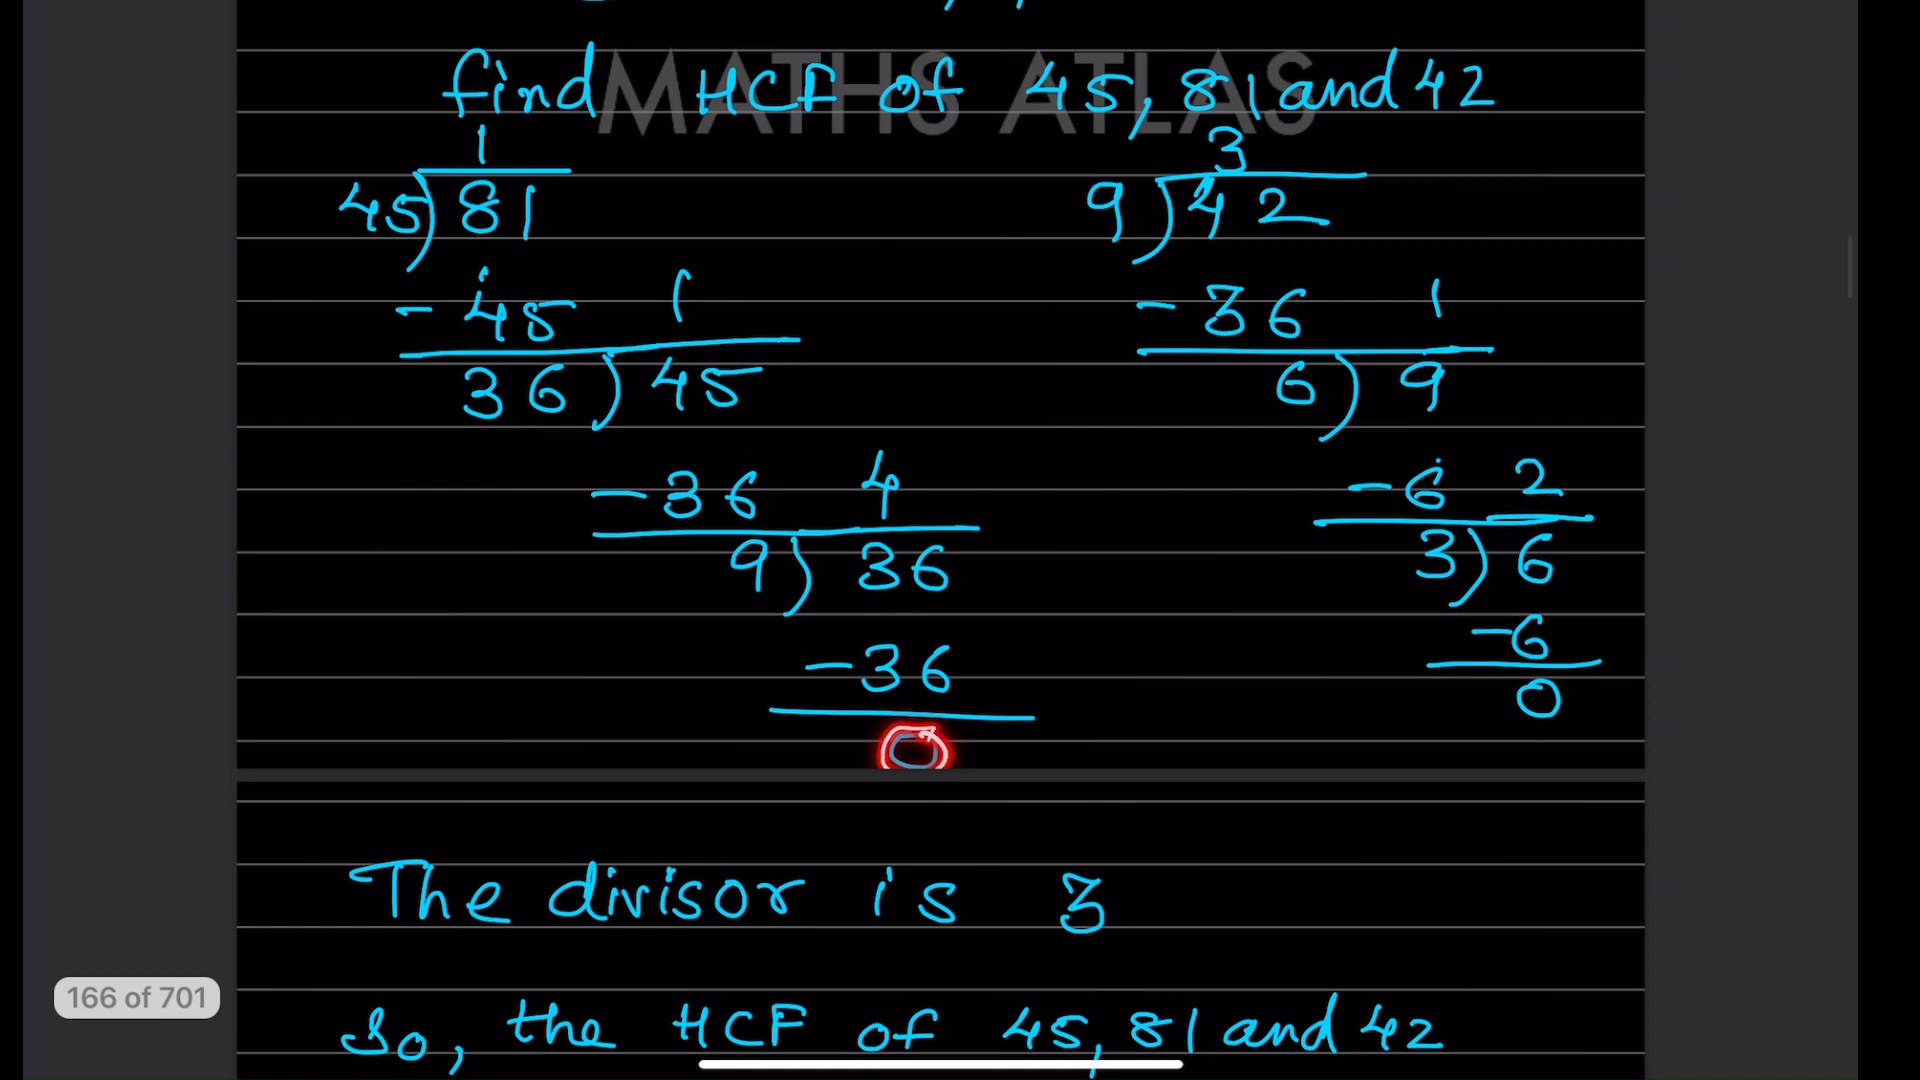 MATHS ATLAS
find HCF of 45, 81 and 42
1
45) 81
- 45 1
36) 45
- 36 4
9) 36
- 36
0
3
9) 42
- 36 1
6) 9
- 6 2
3) 6
- 6
0
The divisor is 3
166 of 701
So, the HCF of 45, 81 and 42